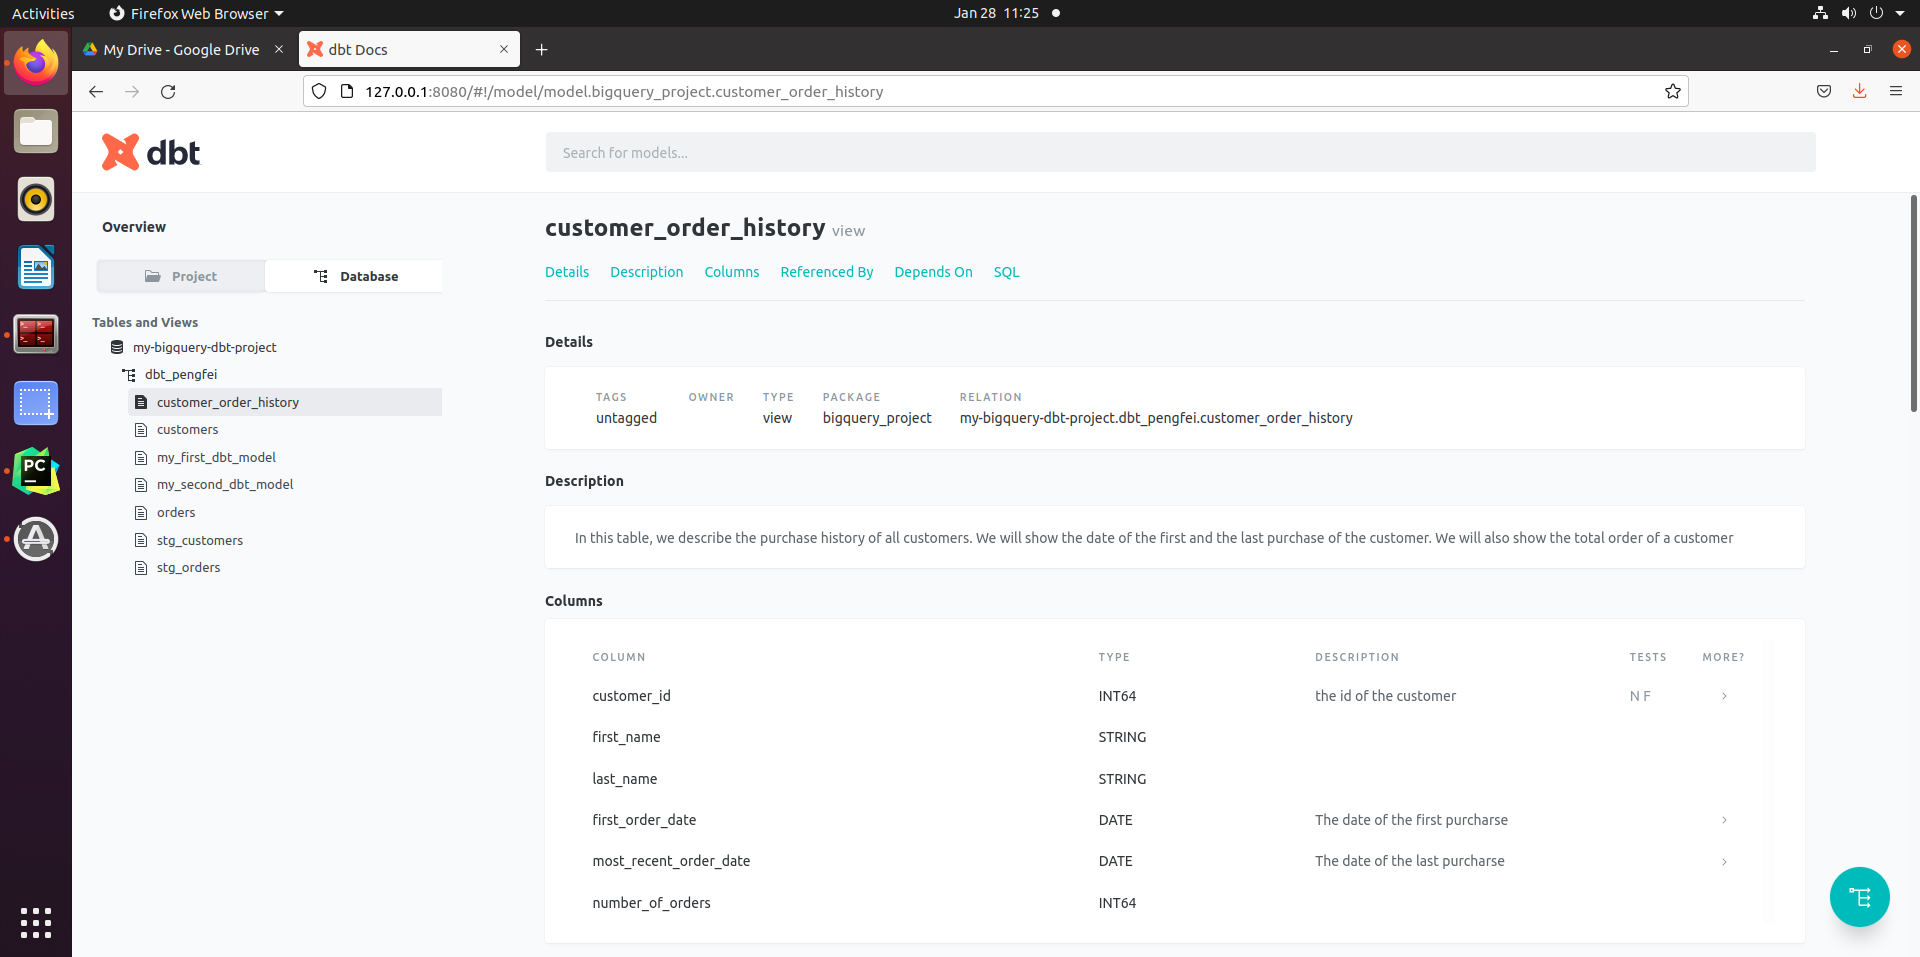 Activities Firefox Web Browser Jan 28 11:25
My Drive - Google Drive dbt Docs
127.0.0.1:8080/#!/model/model.bigquery_project.customer_order_history
dbt Search for models...
Overview
Project Database
Tables and Views
my-bigquery-dbt-project
dbt_pengfei
customer_order_history
customers
my_first_dbt_model
my_second_dbt_model
orders
stg_customers
stg_orders
customer_order_history view
Details Description Columns Referenced By Depends On SQL
Details
TAGS OWNER TYPE PACKAGE RELATION
untagged view bigquery_project my-bigquery-dbt-project.dbt_pengfei.customer_order_history
Description
In this table, we describe the purchase history of all customers. We will show the date of the first and the last purchase of the customer. We will also show the total order of a customer
Columns
COLUMN TYPE DESCRIPTION TESTS MORE?
customer_id INT64 the id of the customer N F
first_name STRING
last_name STRING
first_order_date DATE The date of the first purcharse
most_recent_order_date DATE The date of the last purcharse
number_of_orders INT64
PC